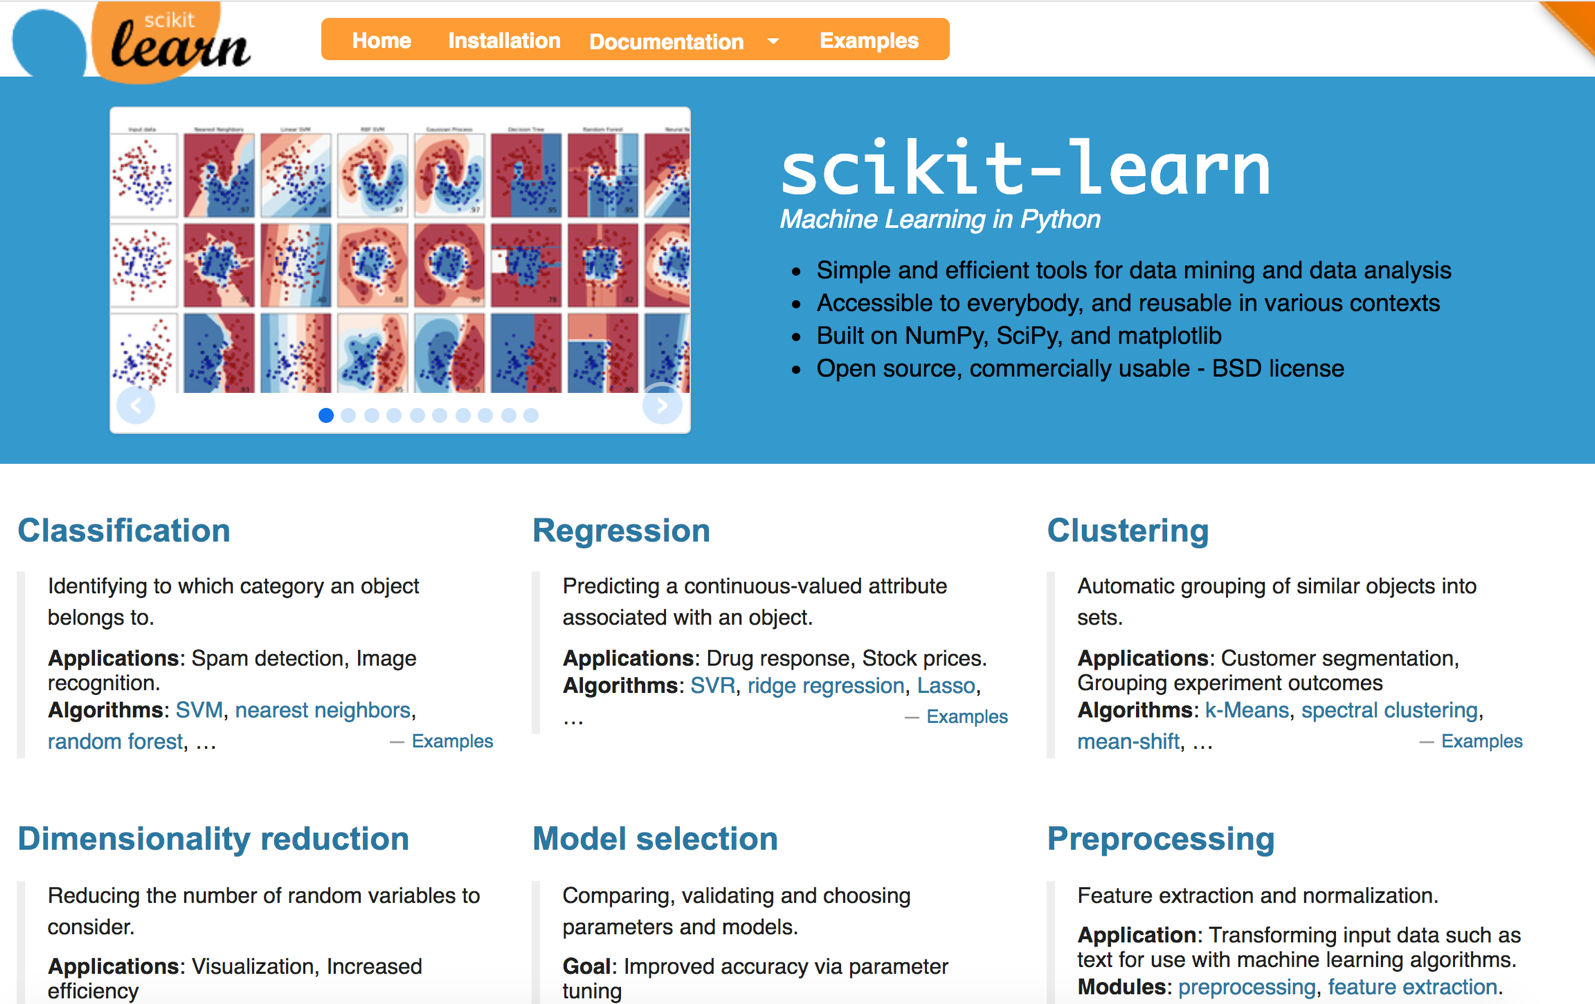 scikit
learn
Home Installation Documentation Examples
Input data Nearest Neighbors Linear SVM RBF SVM Gaussian Process Decision Tree Random Forest Neural N
scikit-learn
Machine Learning in Python
Simple and efficient tools for data mining and data analysis
Accessible to everybody, and reusable in various contexts
Built on NumPy, SciPy, and matplotlib
Open source, commercially usable - BSD license
Classification
Identifying to which category an object
belongs to.
Applications: Spam detection, Image
recognition.
Algorithms: SVM, nearest neighbors,
random forest, ... — Examples
Regression
Predicting a continuous-valued attribute
associated with an object.
Applications: Drug response, Stock prices.
Algorithms: SVR, ridge regression, Lasso,
... — Examples
Clustering
Automatic grouping of similar objects into
sets.
Applications: Customer segmentation,
Grouping experiment outcomes
Algorithms: k-Means, spectral clustering,
mean-shift, ... — Examples
Dimensionality reduction
Reducing the number of random variables to
consider.
Applications: Visualization, Increased
efficiency
Model selection
Comparing, validating and choosing
parameters and models.
Goal: Improved accuracy via parameter
tuning
Preprocessing
Feature extraction and normalization.
Application: Transforming input data such as
text for use with machine learning algorithms.
Modules: preprocessing, feature extraction.